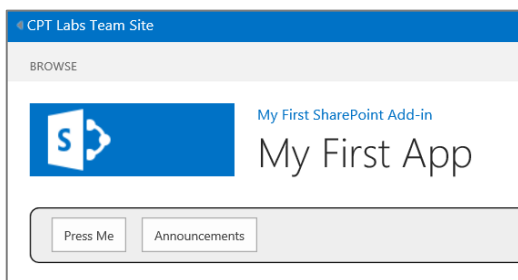 CPT Labs Team Site
BROWSE
S
My First SharePoint Add-in
My First App
Press Me Announcements